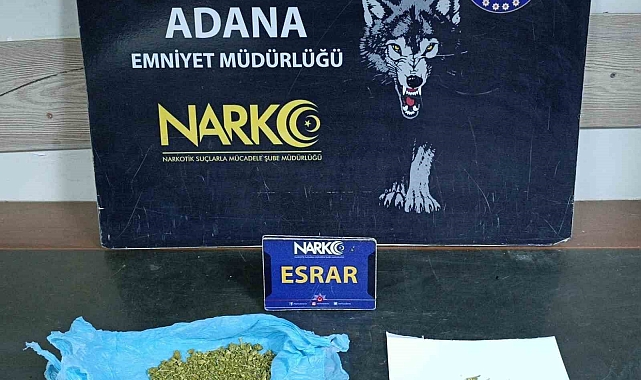 ADANA
EMNİYET MÜDÜRLÜĞÜ
NARKO
NARKOTİK SUÇLARLA MÜCADELE ŞUBE MÜDÜRLÜĞÜ
NARKO
ESRAR